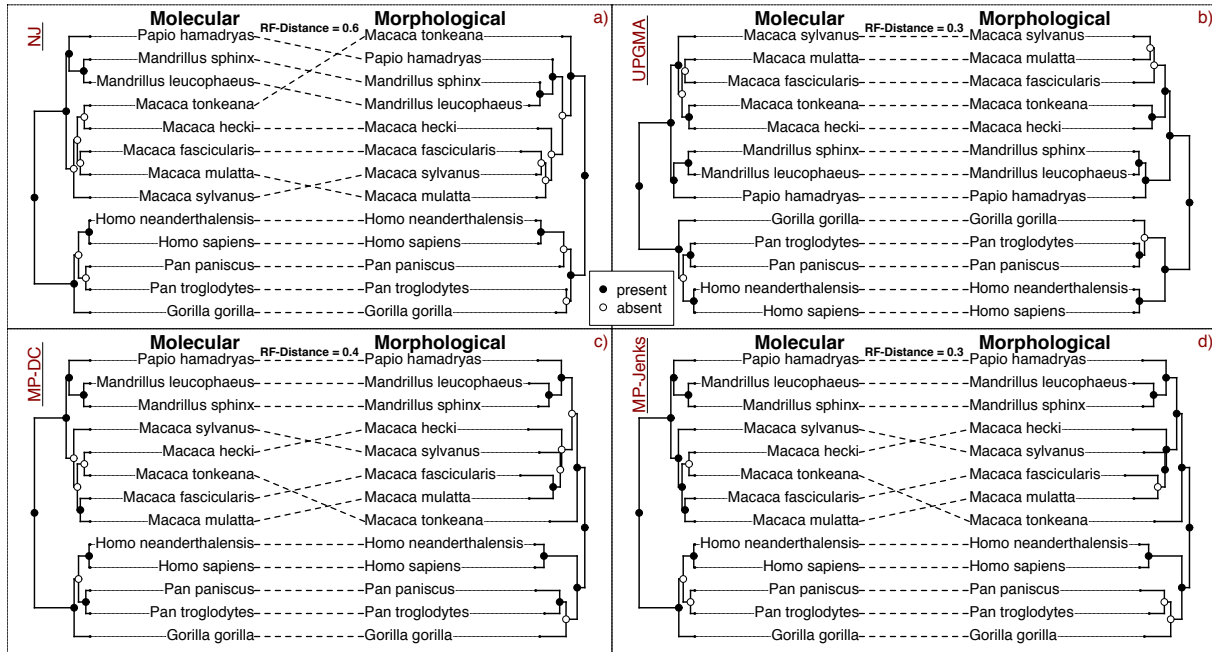 Molecular Morphological a)
NJ
RF-Distance = 0.6
Papio hamadryas Macaca tonkeana
Mandrillus sphinx Papio hamadryas
Mandrillus leucophaeus Mandrillus sphinx
Macaca tonkeana Mandrillus leucophaeus
Macaca hecki Macaca hecki
Macaca fascicularis Macaca fascicularis
Macaca mulatta Macaca sylvanus
Macaca sylvanus Macaca mulatta
Homo neanderthalensis Homo neanderthalensis
Homo sapiens Homo sapiens
Pan paniscus Pan paniscus
Pan troglodytes Pan troglodytes
Gorilla gorilla Gorilla gorilla
Molecular Morphological b)
UPGMA
RF-Distance = 0.3
Macaca sylvanus Macaca sylvanus
Macaca mulatta Macaca mulatta
Macaca fascicularis Macaca fascicularis
Macaca tonkeana Macaca tonkeana
Macaca hecki Macaca hecki
Mandrillus sphinx Mandrillus sphinx
Mandrillus leucophaeus Mandrillus leucophaeus
Papio hamadryas Papio hamadryas
Gorilla gorilla Gorilla gorilla
Pan troglodytes Pan troglodytes
Pan paniscus Pan paniscus
Homo neanderthalensis Homo neanderthalensis
Homo sapiens Homo sapiens
present
absent
Molecular Morphological c)
MP-DC
RF-Distance = 0.4
Papio hamadryas Papio hamadryas
Mandrillus leucophaeus Mandrillus leucophaeus
Mandrillus sphinx Mandrillus sphinx
Macaca sylvanus Macaca hecki
Macaca hecki Macaca sylvanus
Macaca tonkeana Macaca fascicularis
Macaca fascicularis Macaca mulatta
Macaca mulatta Macaca tonkeana
Homo neanderthalensis Homo neanderthalensis
Homo sapiens Homo sapiens
Pan paniscus Pan paniscus
Pan troglodytes Pan troglodytes
Gorilla gorilla Gorilla gorilla
Molecular Morphological d)
MP-Jenks
RF-Distance = 0.3
Papio hamadryas Papio hamadryas
Mandrillus leucophaeus Mandrillus leucophaeus
Mandrillus sphinx Mandrillus sphinx
Macaca sylvanus Macaca hecki
Macaca hecki Macaca sylvanus
Macaca tonkeana Macaca fascicularis
Macaca fascicularis Macaca mulatta
Macaca mulatta Macaca tonkeana
Homo neanderthalensis Homo neanderthalensis
Homo sapiens Homo sapiens
Pan paniscus Pan paniscus
Pan troglodytes Pan troglodytes
Gorilla gorilla Gorilla gorilla